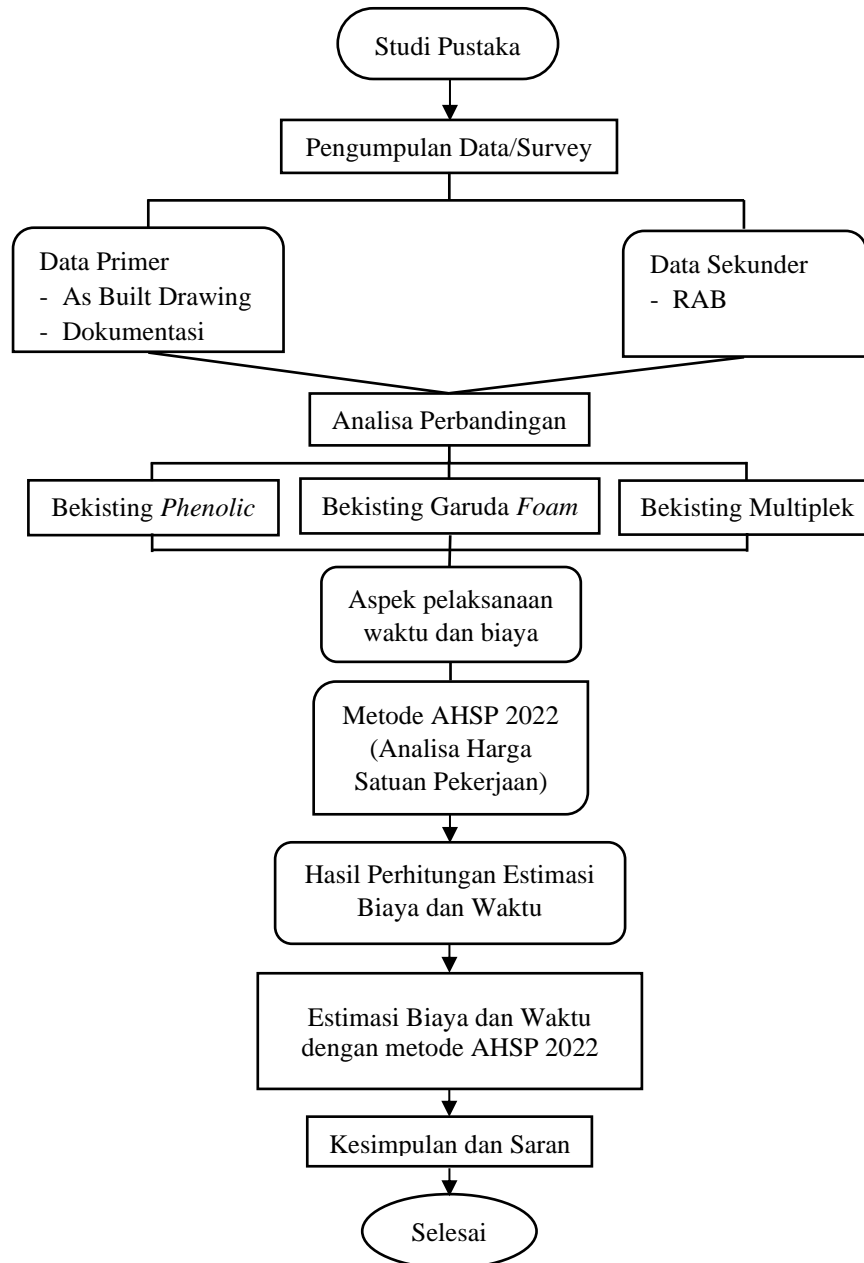 Studi Pustaka
Pengumpulan Data/Survey
Data Primer
- As Built Drawing
- Dokumentasi
Data Sekunder
- RAB
Analisa Perbandingan
Bekisting Phenolic
Bekisting Garuda Foam
Bekisting Multiplek
Aspek pelaksanaan
waktu dan biaya
Metode AHSP 2022
(Analisa Harga
Satuan Pekerjaan)
Hasil Perhitungan Estimasi
Biaya dan Waktu
Estimasi Biaya dan Waktu
dengan metode AHSP 2022
Kesimpulan dan Saran
Selesai